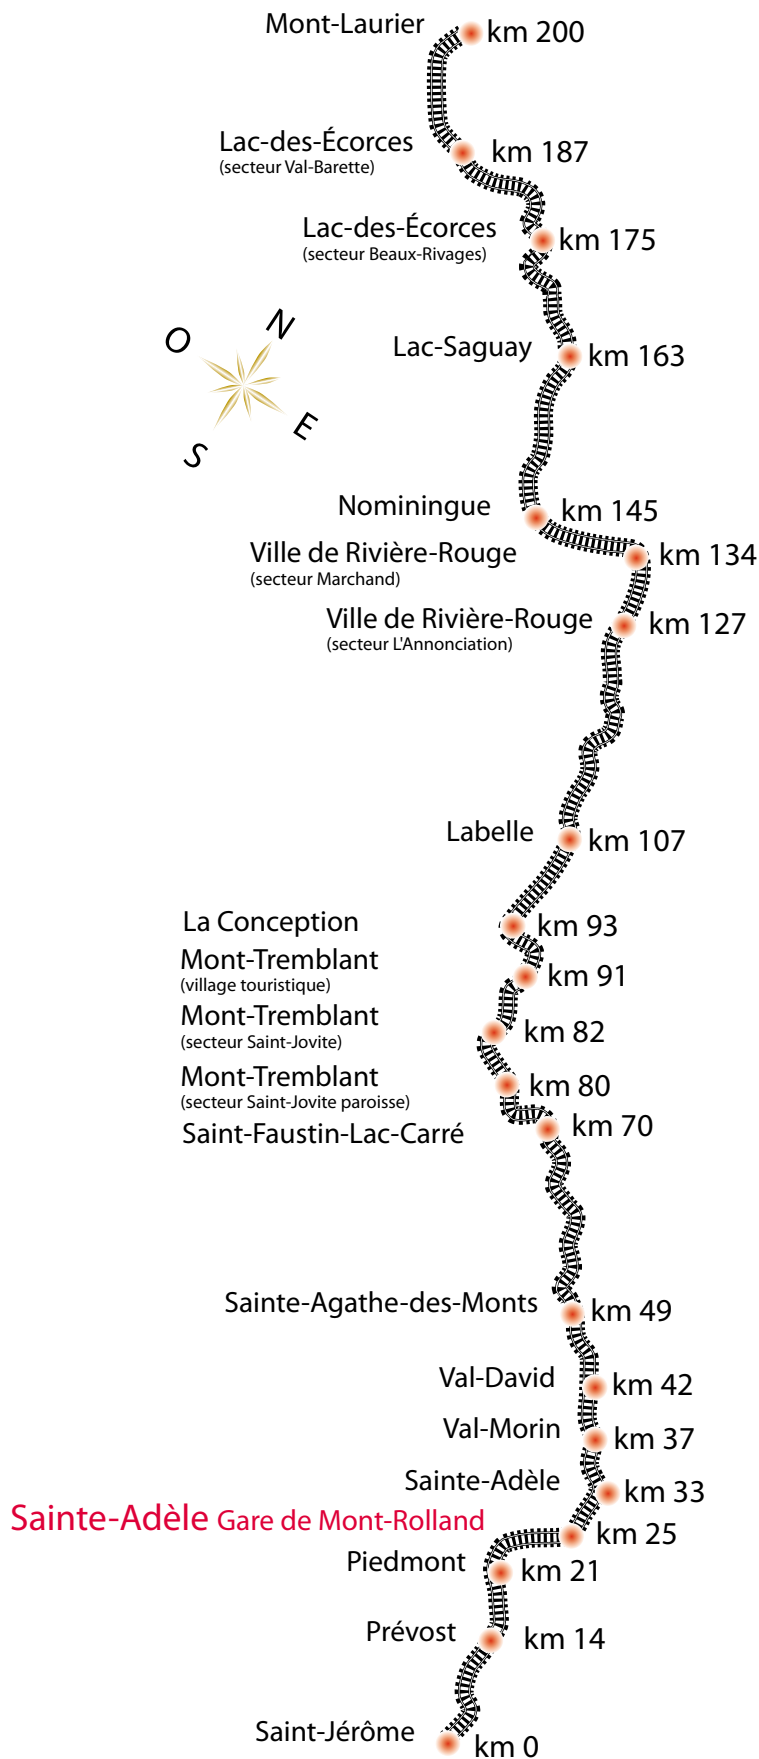 Mont-Laurier km 200
Lac-des-Écorces km 187
(secteur Val-Barette)
Lac-des-Écorces km 175
(secteur Beaux-Rivages)
N
O
E
S
Lac-Saguay km 163
Nominingue km 145
Ville de Rivière-Rouge km 134
(secteur Marchand)
Ville de Rivière-Rouge km 127
(secteur L'Annonciation)
Labelle km 107
La Conception km 93
Mont-Tremblant km 91
(village touristique)
Mont-Tremblant km 82
(secteur Saint-Jovite)
Mont-Tremblant km 80
(secteur Saint-Jovite paroisse)
Saint-Faustin-Lac-Carré km 70
Sainte-Agathe-des-Monts km 49
Val-David km 42
Val-Morin km 37
Sainte-Adèle km 33
Sainte-Adèle Gare de Mont-Rolland km 25
Piedmont km 21
Prévost km 14
Saint-Jérôme km 0